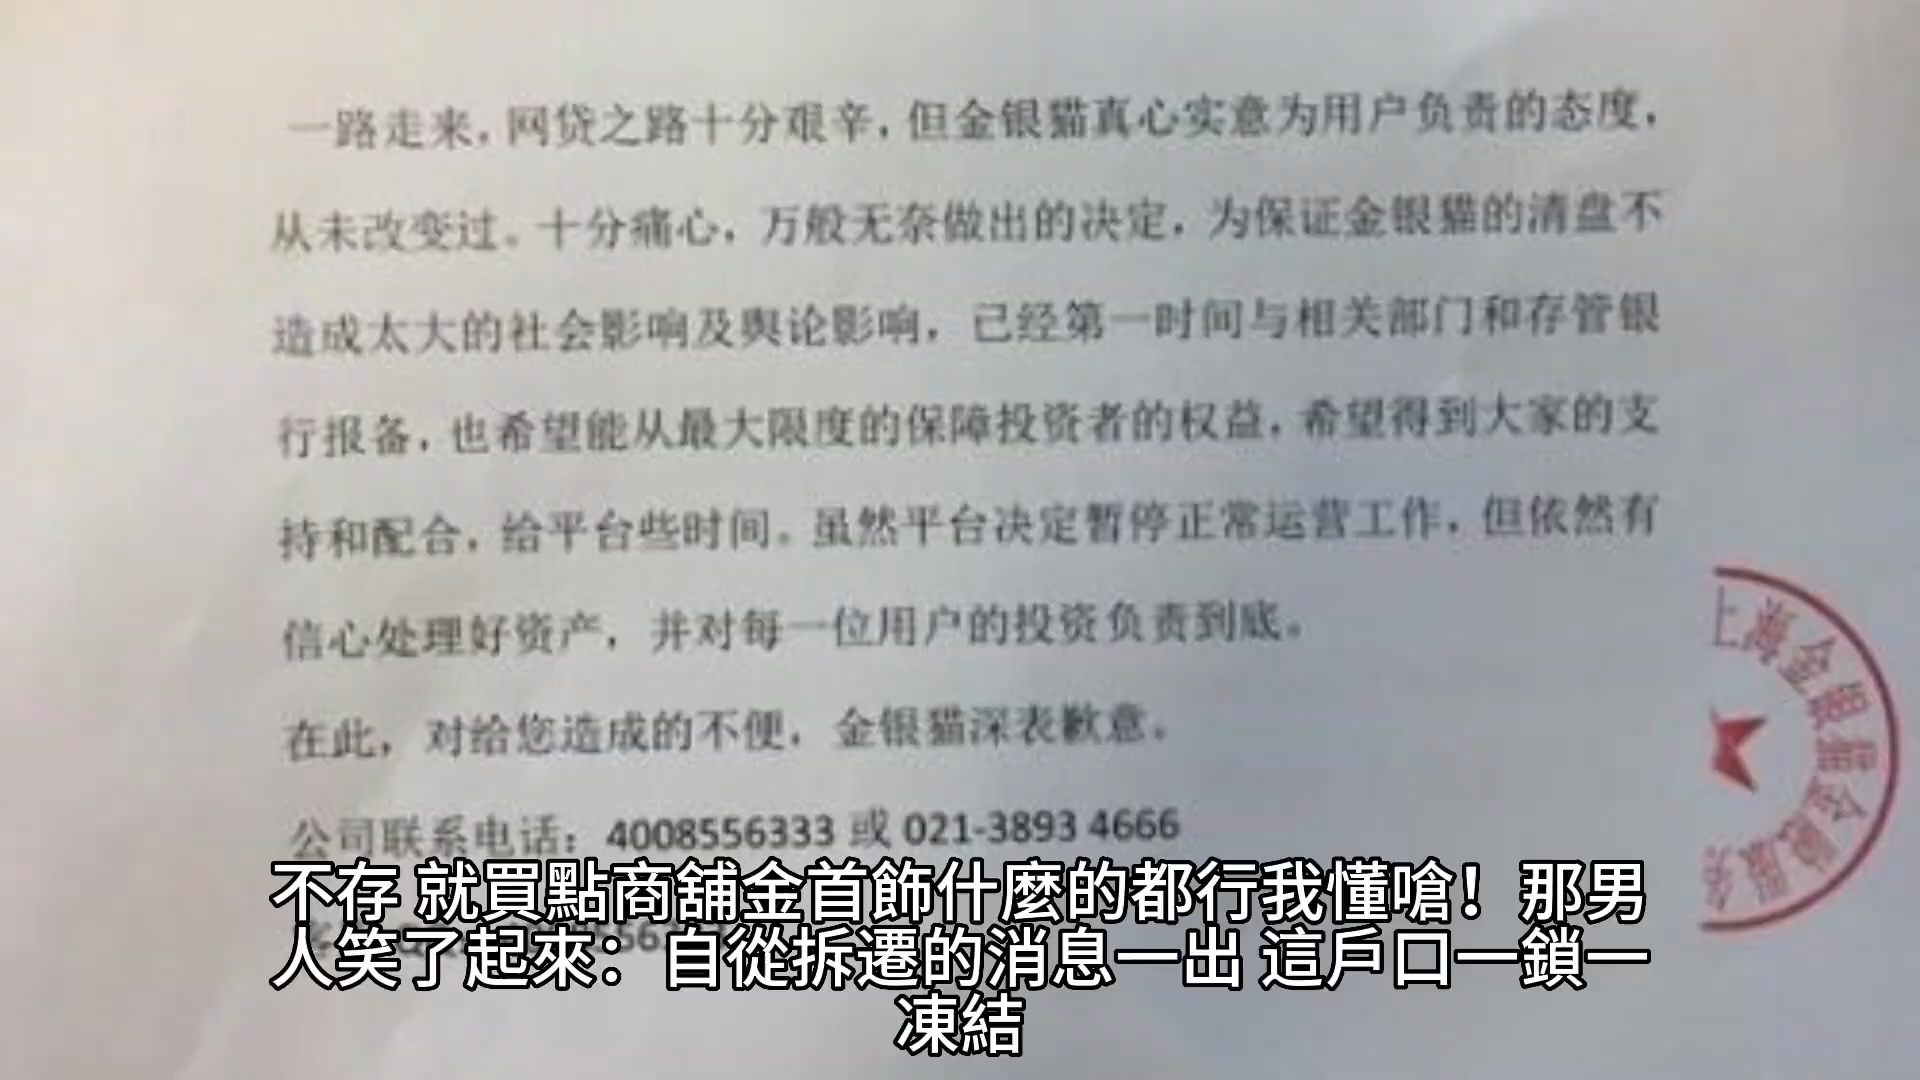 一路走来，网贷之路十分艰辛，但金银猫真心实意为用户负责的态度，
从未改变过。十分痛心，万般无奈做出的决定，为保证金银猫的清盘不
造成太大的社会影响及舆论影响，已经第一时间与相关部门和存管银
行报备，也希望能从最大限度的保障投资者的权益，希望得到大家的支
持和配合，给平台些时间。虽然平台决定暂停正常运营工作，但依然有
信心处理好资产，并对每一位用户的投资负责到底。
在此，对给您造成的不便，金银猫深表歉意。
公司联系电话：4008556333 或 021-3893 4666
上海金银猫金融服
不存 就買點商舖金首飾什麼的都行我懂嗆！那男
人笑了起來：自從拆遷的消息一出 這戶口一鎖一
凍結